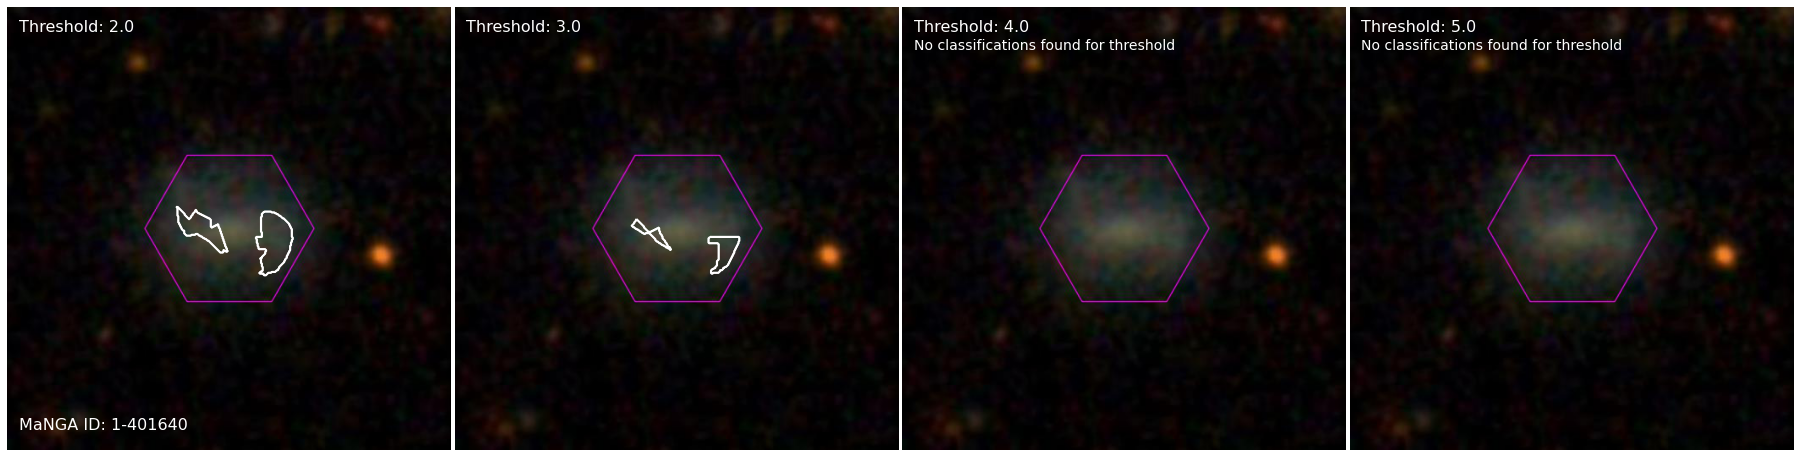 Threshold: 2.0
MaNGA ID: 1-401640
Threshold: 3.0
Threshold: 4.0
No classifications found for threshold
Threshold: 5.0
No classifications found for threshold